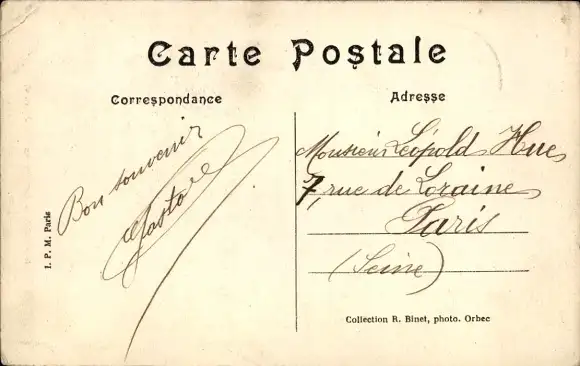 Carte Postale
Correspondance
Adresse
Bon souvenir
Monsieur Léopold Hue
7, rue de Loraine
Paris
(Seine)
I. P. M. Paris
Collection R. Binet, photo. Orbec